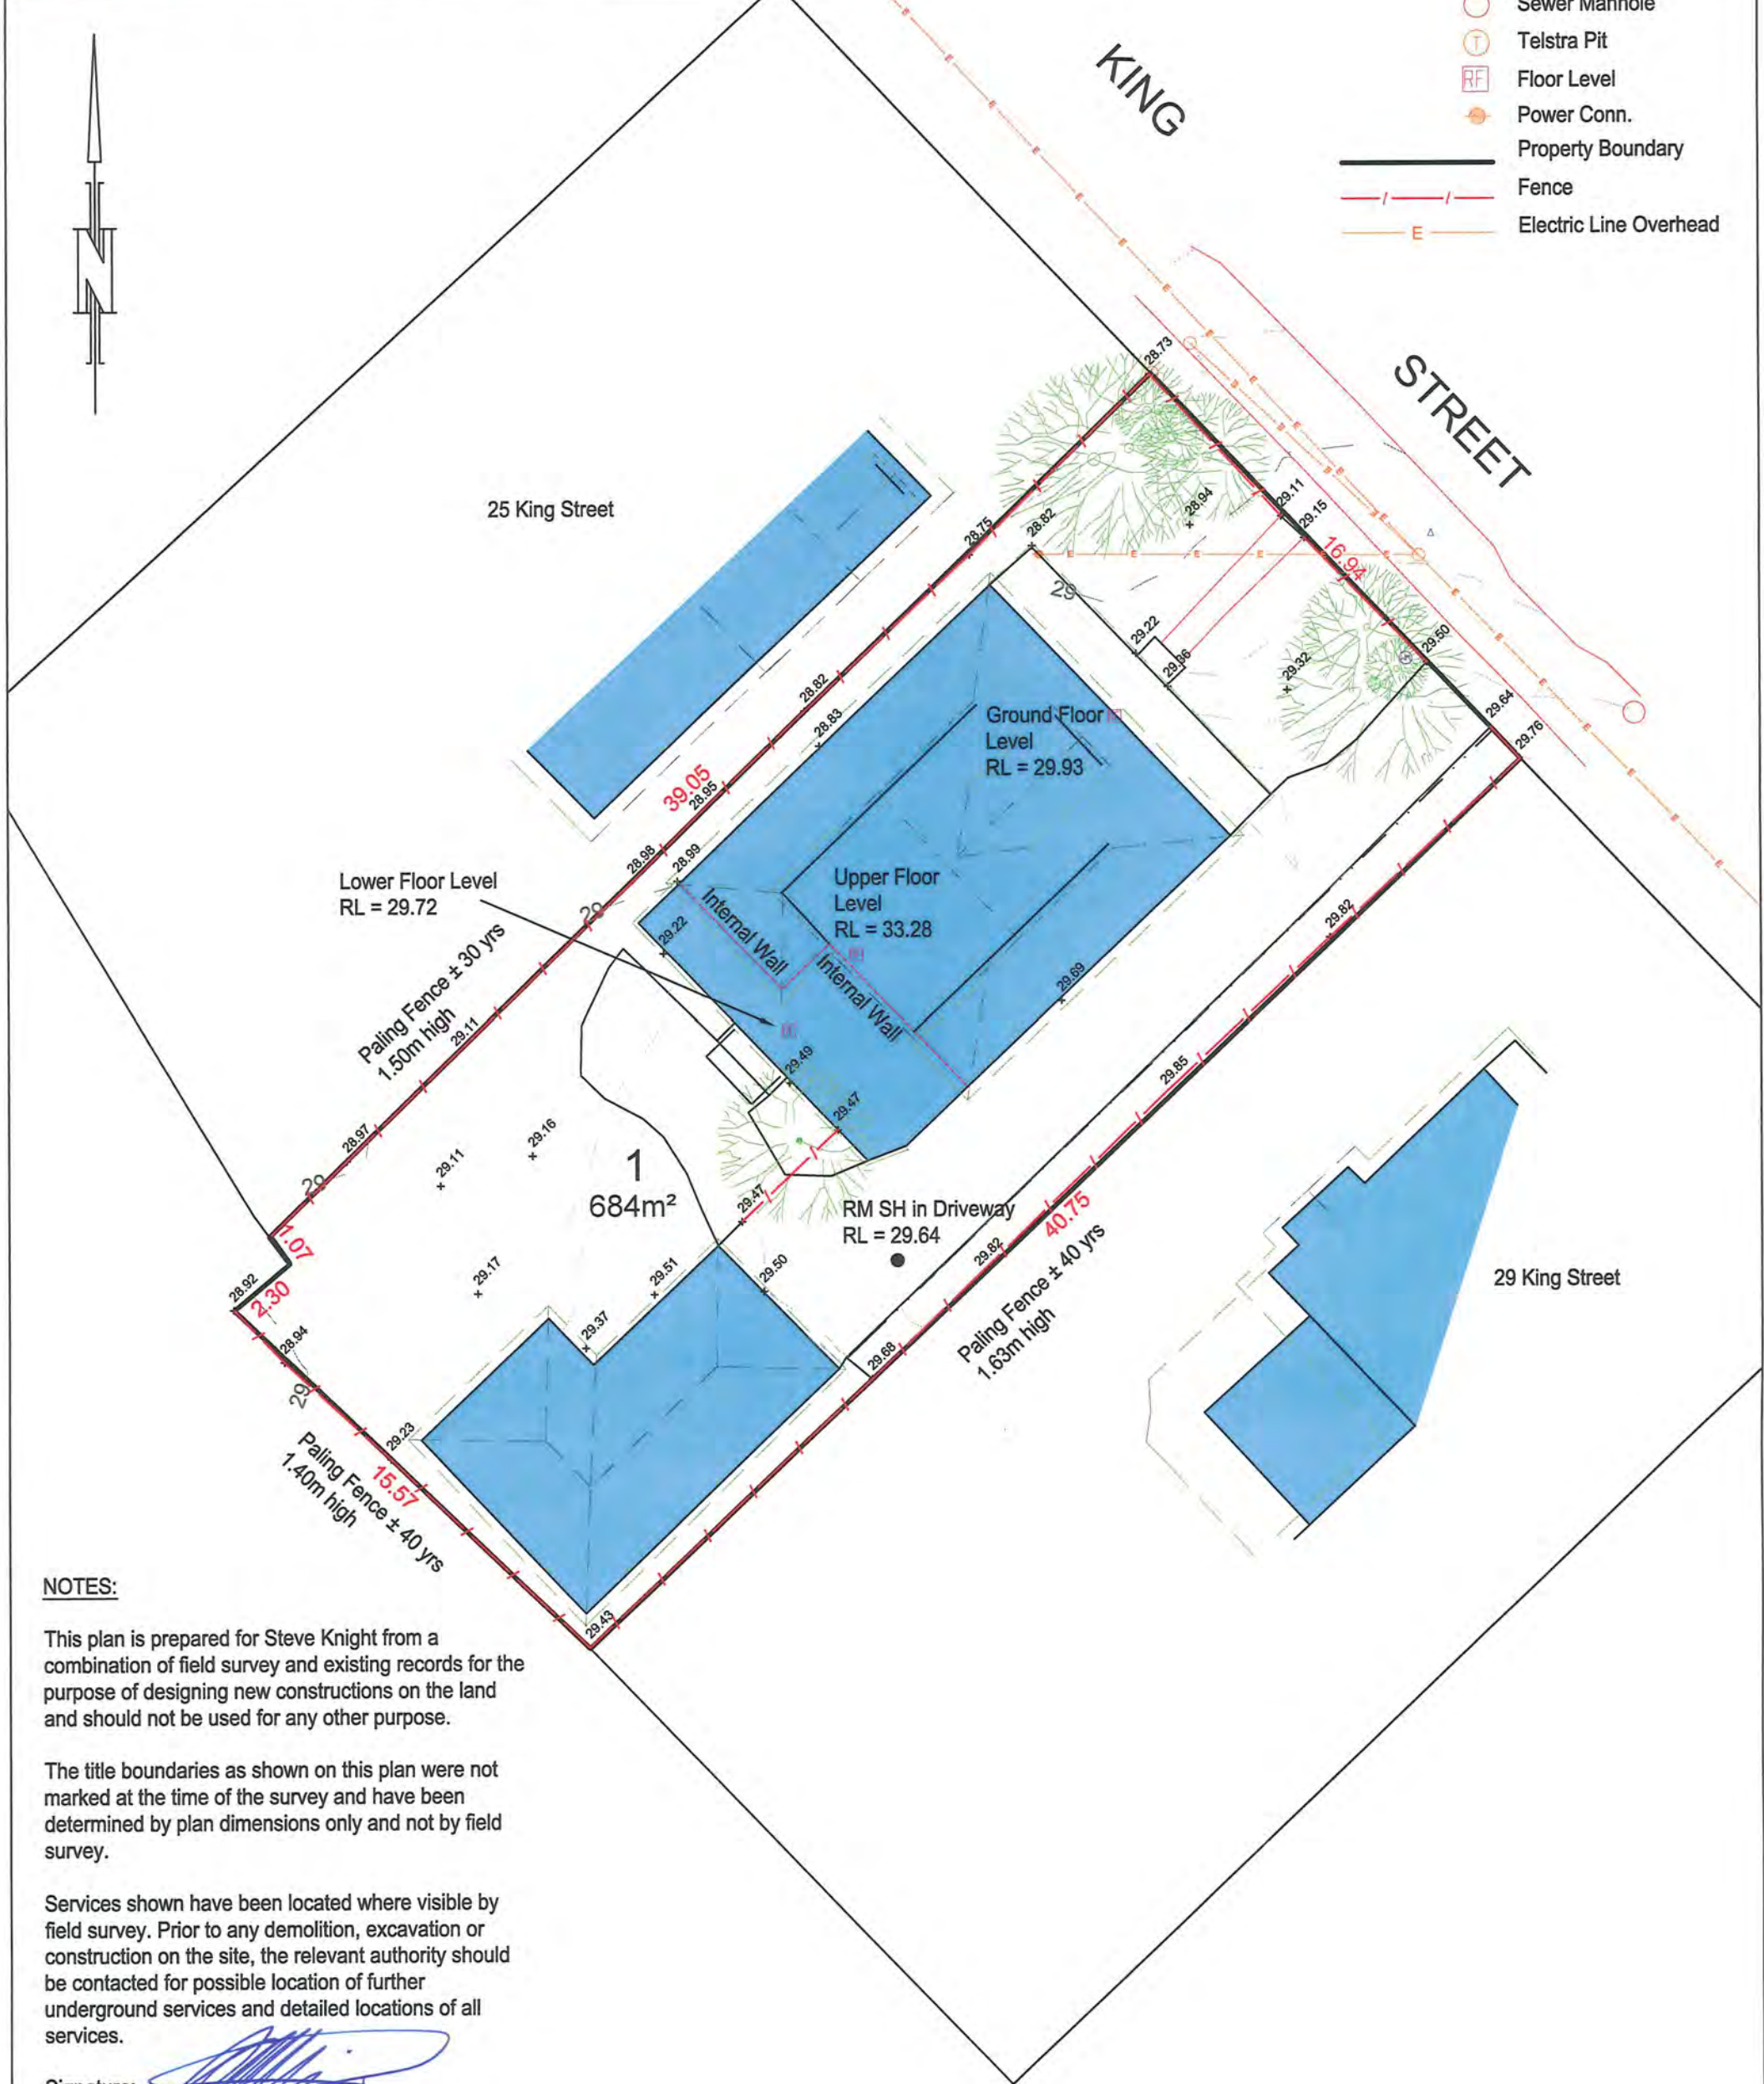 Sewer Manhole
T
Telstra Pit
RF
Floor Level
Power Conn.
Property Boundary
Fence
E
Electric Line Overhead
N
KING
STREET
25 King Street
28.73
28.75
28.82
28.94
29.11
29.15
16.94
29
29.22
29.36
29.32
29.50
29.64
29.76
28.82
28.83
39.05
28.95
28.98
28.99
29
Ground Floor
Level
RL = 29.93
Upper Floor
Level
RL = 33.28
Lower Floor Level
RL = 29.72
Internal Wall
Internal Wall
29.22
29.69
29.82
29.85
Paling Fence ± 30 yrs
1.50m high
29.11
28.97
29
29.11
29.16
29.49
29.47
29.47
1
684m²
RM SH in Driveway
RL = 29.64
40.75
29.82
Paling Fence ± 40 yrs
1.63m high
29 King Street
1.07
28.92
2.30
28.94
29
29.17
29.51
29.50
29.37
29.68
29.23
Paling Fence ± 40 yrs
1.40m high
15.57
29.43
NOTES:
This plan is prepared for Steve Knight from a
combination of field survey and existing records for the
purpose of designing new constructions on the land
and should not be used for any other purpose.
The title boundaries as shown on this plan were not
marked at the time of the survey and have been
determined by plan dimensions only and not by field
survey.
Services shown have been located where visible by
field survey. Prior to any demolition, excavation or
construction on the site, the relevant authority should
be contacted for possible location of further
underground services and detailed locations of all
services.
Signature: